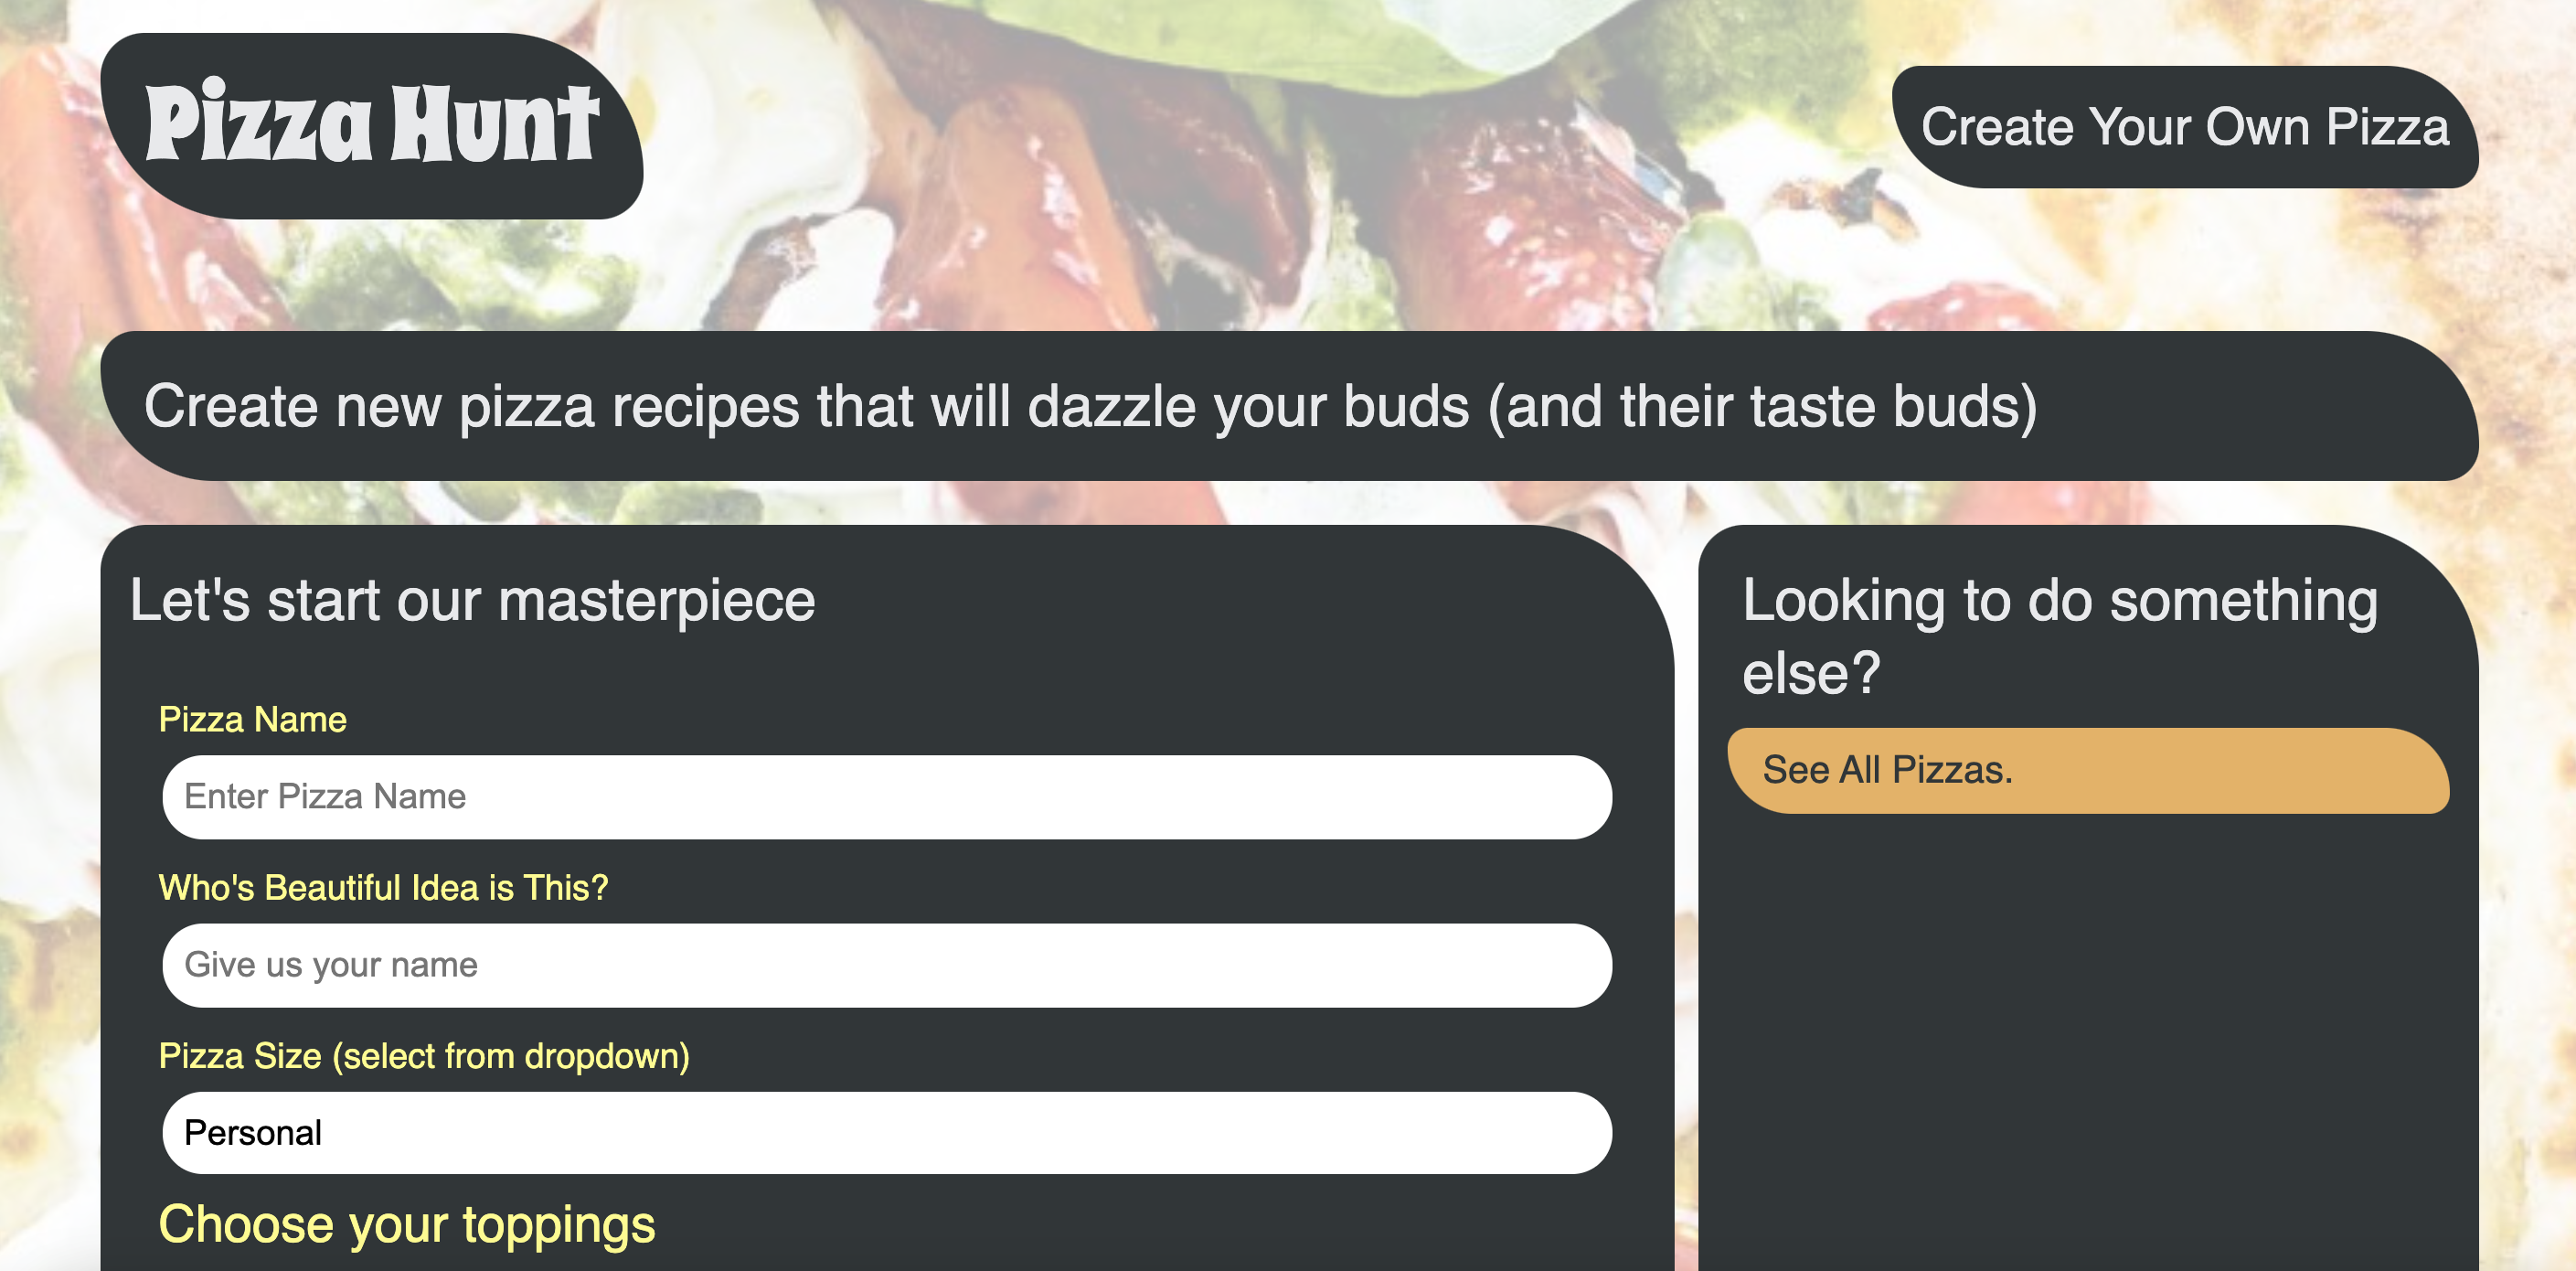 Pizza Hunt
Create Your Own Pizza
Create new pizza recipes that will dazzle your buds (and their taste buds)
Let's start our masterpiece
Pizza Name
Enter Pizza Name
Who's Beautiful Idea is This?
Give us your name
Pizza Size (select from dropdown)
Personal
Choose your toppings
Looking to do something
else?
See All Pizzas.